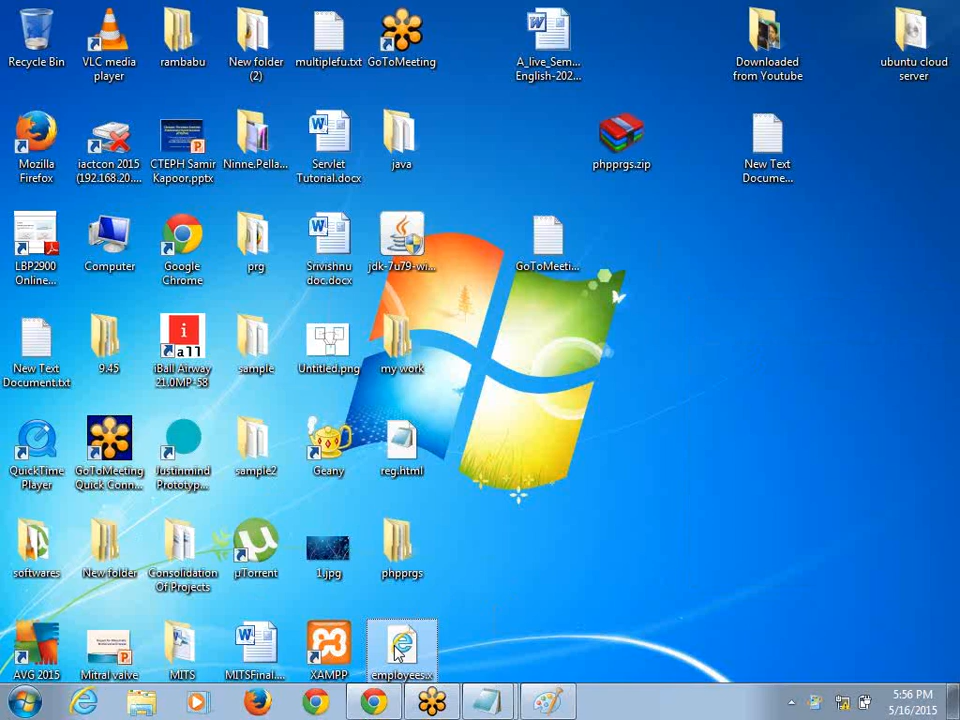 Recycle Bin
VLC media
player
rambabu
New folder
(2)
multiplefu.txt
GoToMeeting
A_live_Sem...
English-202...
Downloaded
from Youtube
ubuntu cloud
server
Mozilla
Firefox
iactcon 2015
(192.168.20....
CTEPH Samir
Kapoor.pptx
Ninne.Pella...
Servlet
Tutorial.docx
java
phpprgs.zip
New Text
Docume...
LBP2900
Online...
Computer
Google
Chrome
prg
Srivishnu
doc.docx
jdk-7u79-wi...
GoToMeeti...
New Text
Document.txt
9.45
iBall Airway
21.0MP-58
sample
Untitled.png
my work
QuickTime
Player
GoToMeeting
Quick Conn...
Justinmind
Prototyp...
sample2
Geany
reg.html
softwares
New folder
Consolidation
Of Projects
µTorrent
1.jpg
phpprgs
AVG 2015
Mitral valve
MITS
MITSFinal....
XAMPP
employees.x
5:56 PM
5/16/2015